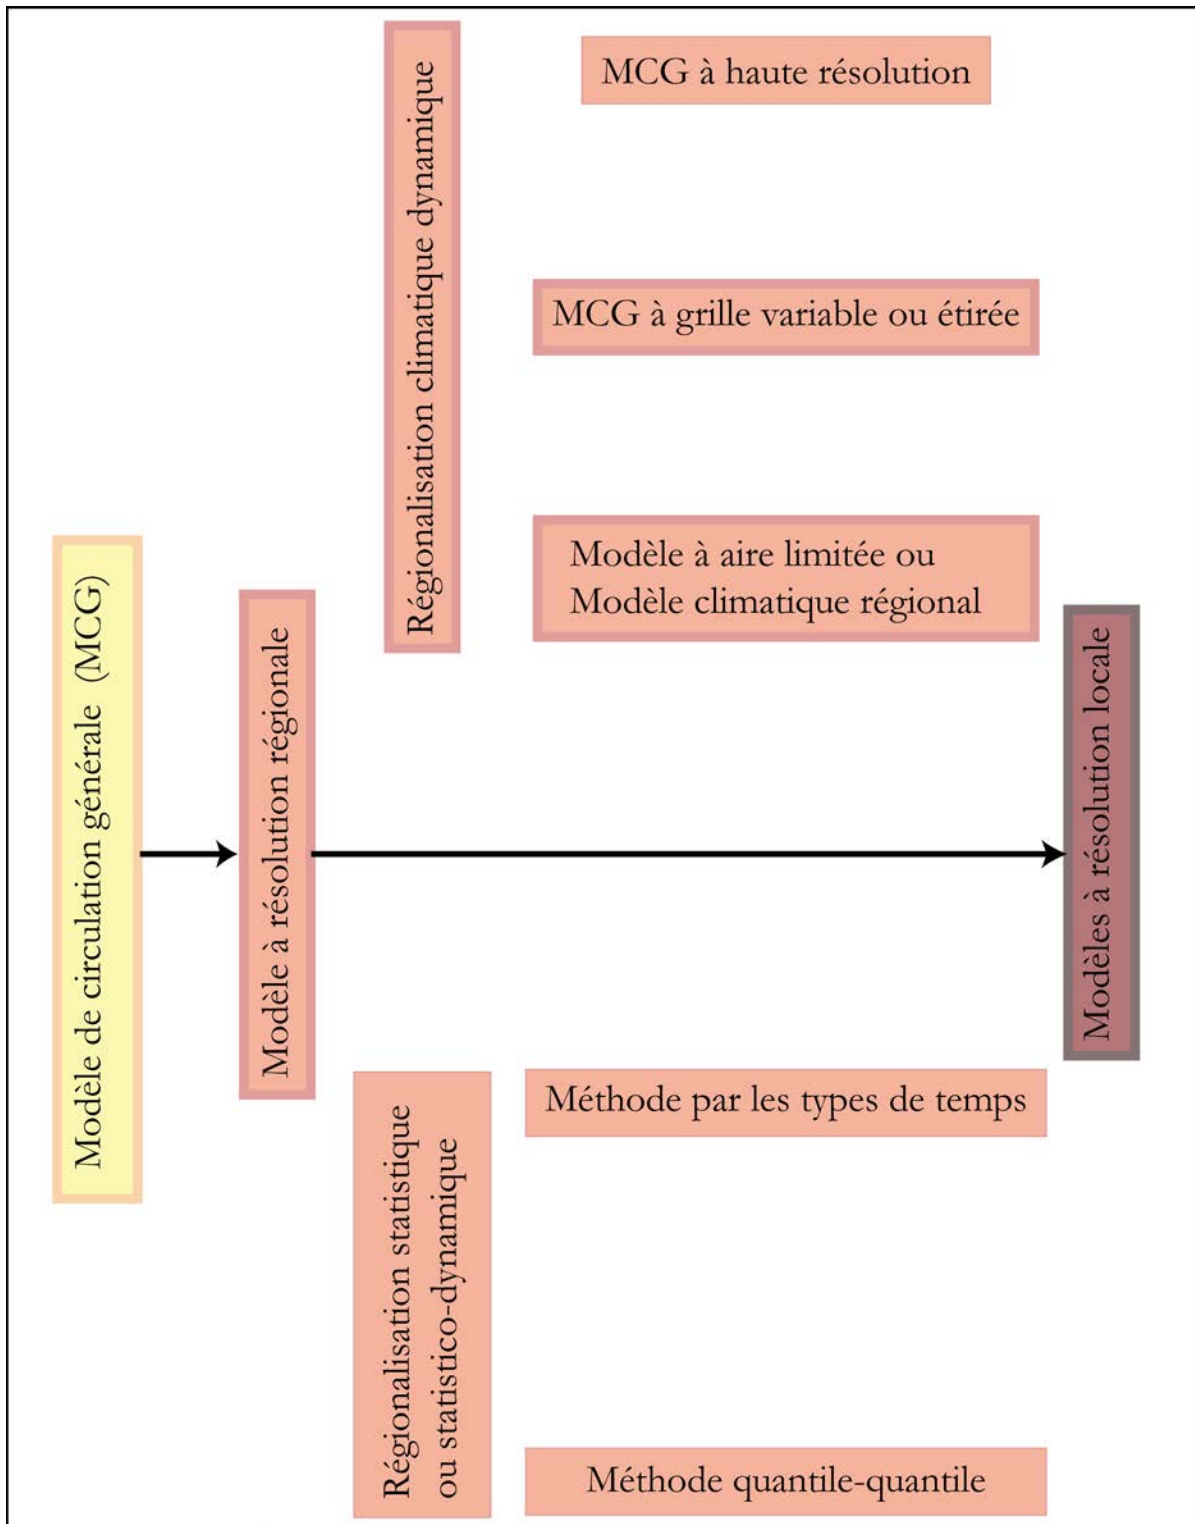 Modèle de circulation générale (MCG)
Modèle à résolution régionale
Régionalisation climatique dynamique
MCG à haute résolution
MCG à grille variable ou étirée
Modèle à aire limitée ou
Modèle climatique régional
Régionalisation statistique
ou statistico-dynamique
Méthode par les types de temps
Méthode quantile-quantile
Modèles à résolution locale